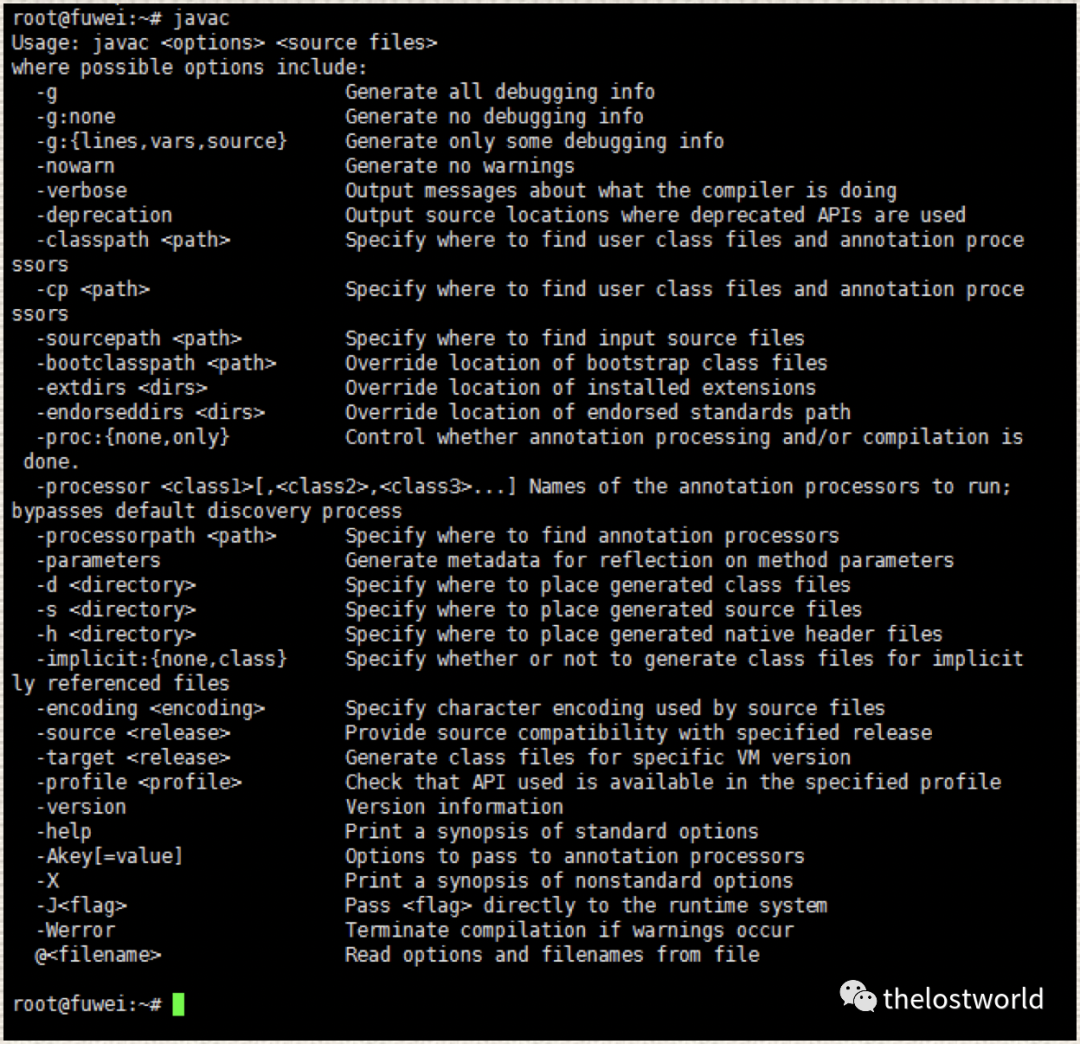 root@fuwei:~# javac
Usage: javac <options> <source files>
where possible options include:
  -g                         Generate all debugging info
  -g:none                    Generate no debugging info
  -g:{lines,vars,source}     Generate only some debugging info
  -nowarn                    Generate no warnings
  -verbose                   Output messages about what the compiler is doing
  -deprecation               Output source locations where deprecated APIs are used
  -classpath <path>          Specify where to find user class files and annotation proce
ssors
  -cp <path>                 Specify where to find user class files and annotation proce
ssors
  -sourcepath <path>         Specify where to find input source files
  -bootclasspath <path>      Override location of bootstrap class files
  -extdirs <dirs>            Override location of installed extensions
  -endorseddirs <dirs>       Override location of endorsed standards path
  -proc:{none,only}          Control whether annotation processing and/or compilation is
 done.
  -processor <class1>[,<class2>,<class3>...] Names of the annotation processors to run;
bypasses default discovery process
  -processorpath <path>      Specify where to find annotation processors
  -parameters                Generate metadata for reflection on method parameters
  -d <directory>             Specify where to place generated class files
  -s <directory>             Specify where to place generated source files
  -h <directory>             Specify where to place generated native header files
  -implicit:{none,class}     Specify whether or not to generate class files for implicit
ly referenced files
  -encoding <encoding>       Specify character encoding used by source files
  -source <release>          Provide source compatibility with specified release
  -target <release>          Generate class files for specific VM version
  -profile <profile>         Check that API used is available in the specified profile
  -version                   Version information
  -help                      Print a synopsis of standard options
  -Akey[=value]              Options to pass to annotation processors
  -X                         Print a synopsis of nonstandard options
  -J<flag>                   Pass <flag> directly to the runtime system
  -Werror                    Terminate compilation if warnings occur
  @<filename>                Read options and filenames from file
root@fuwei:~#
thelostworld